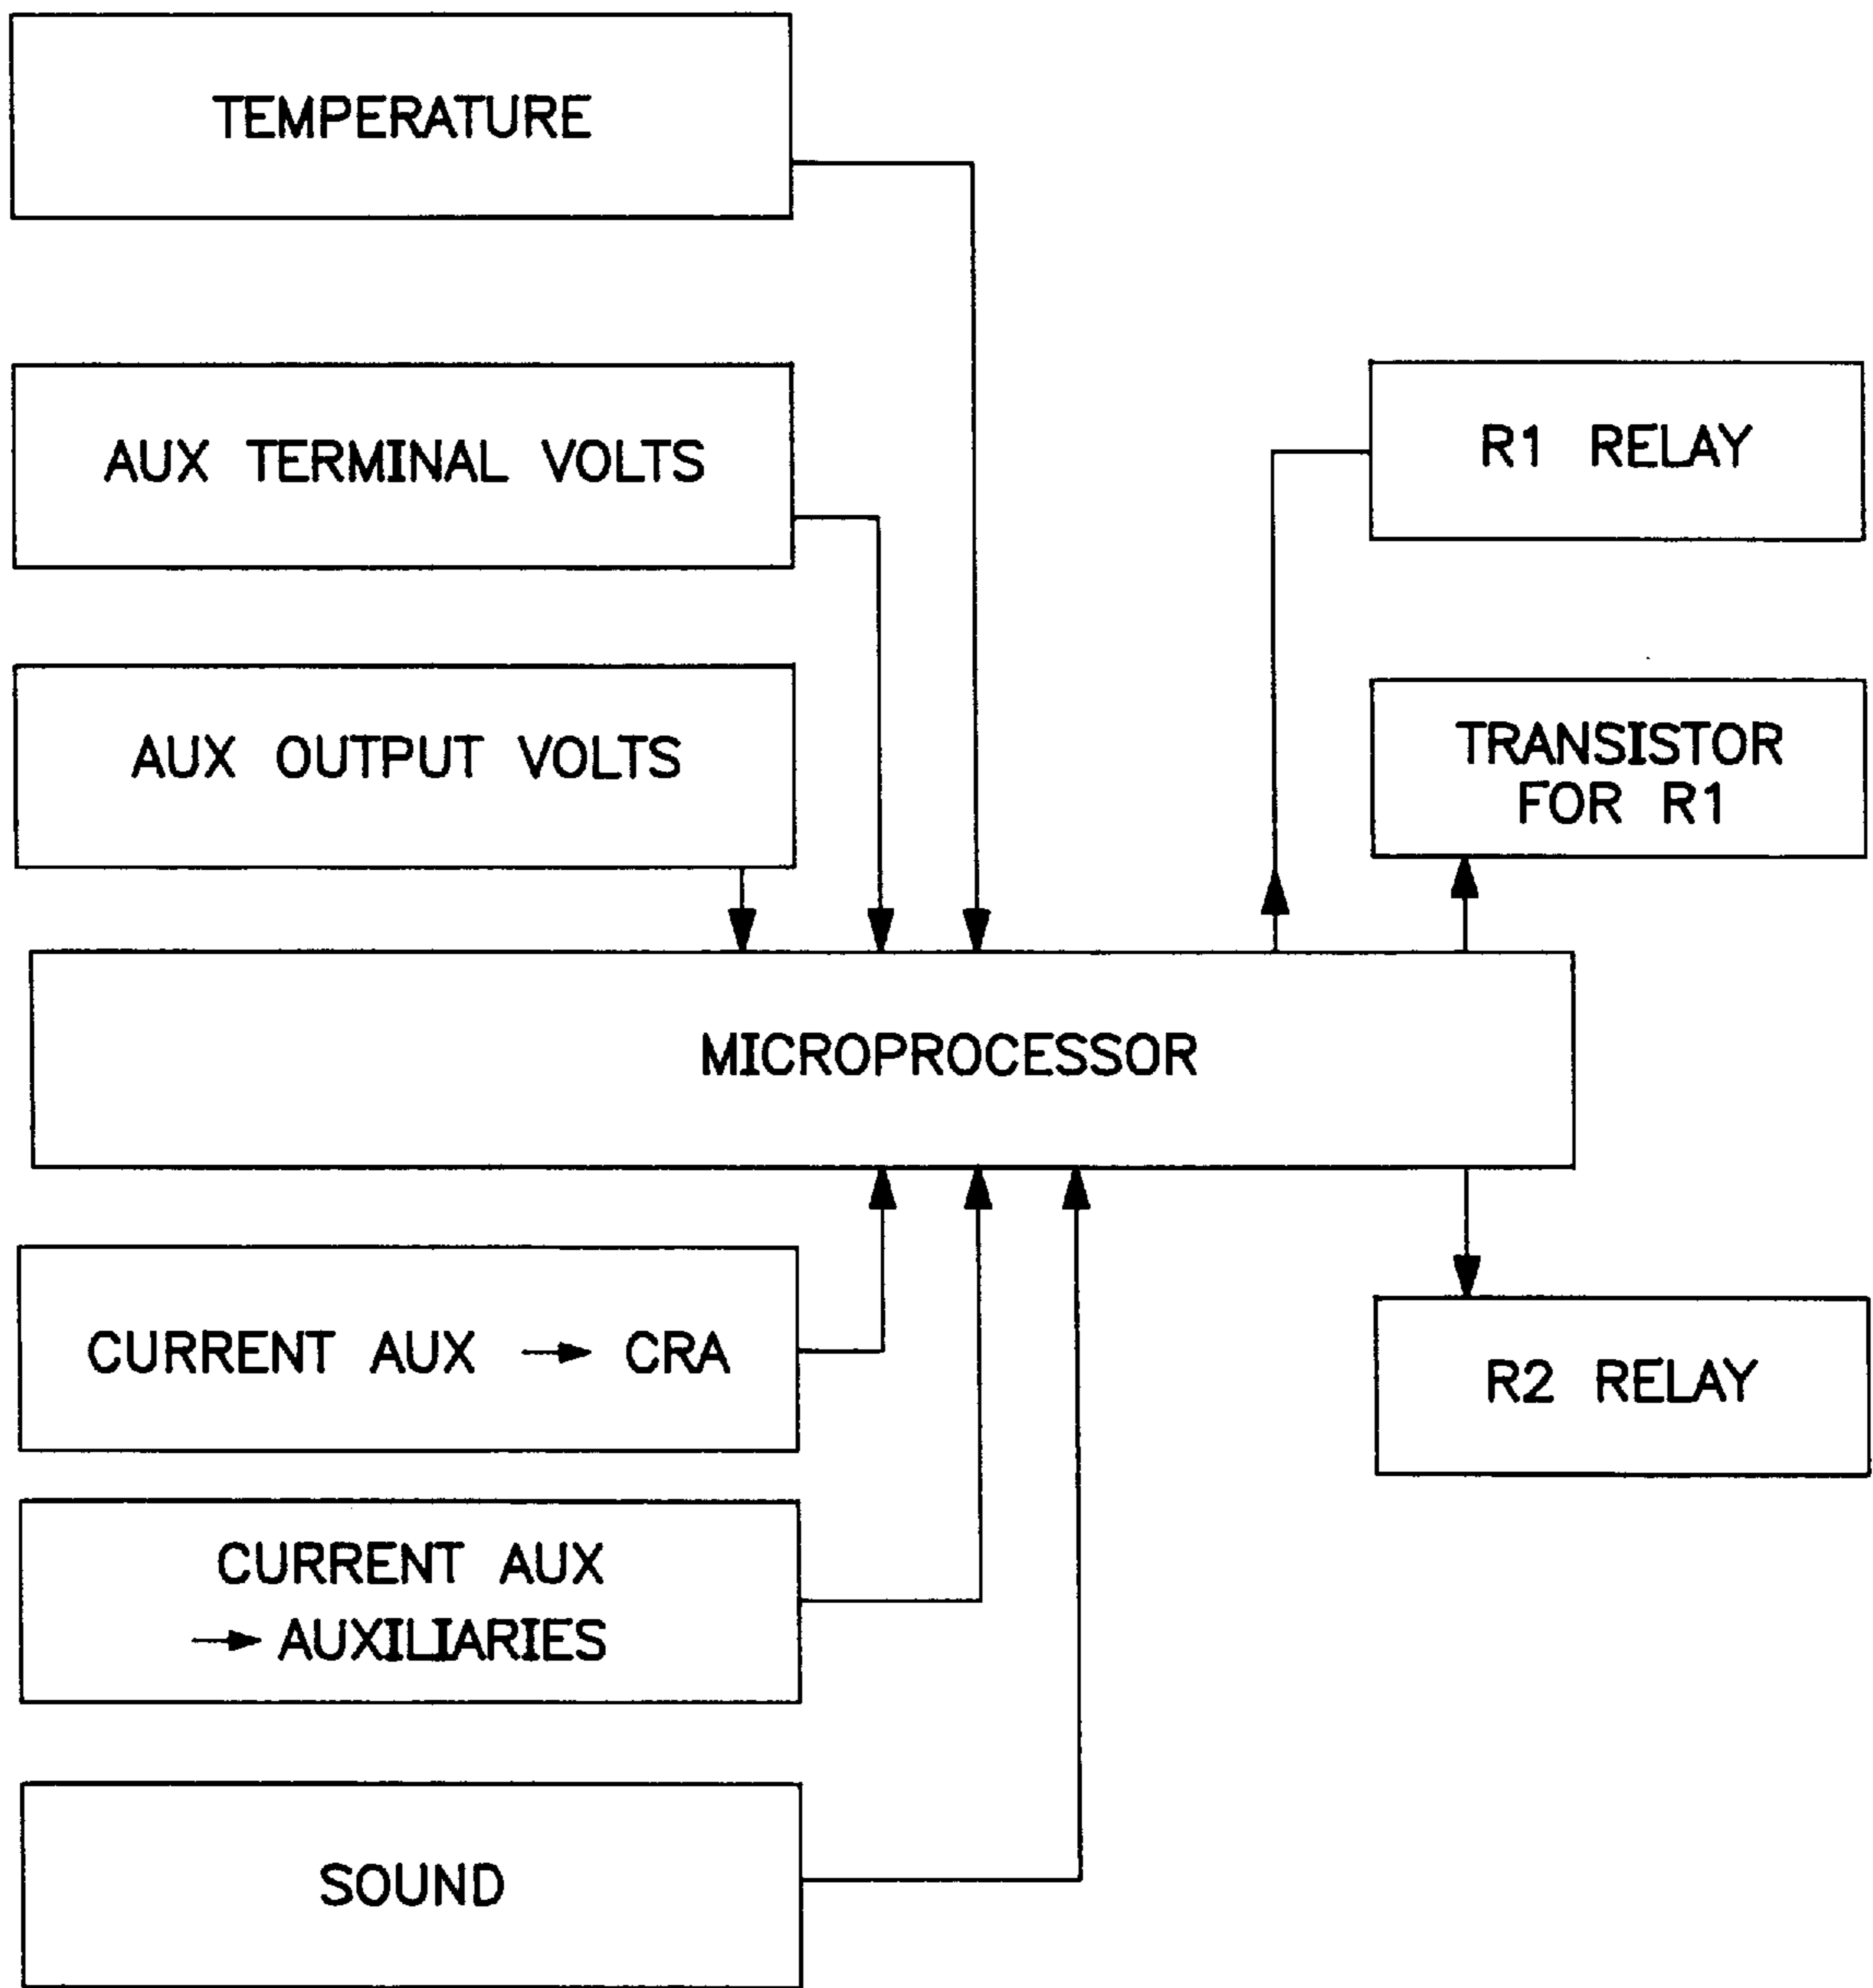 TEMPERATURE
AUX TERMINAL VOLTS
R1 RELAY
AUX OUTPUT VOLTS
TRANSISTOR
FOR R1
MICROPROCESSOR
CURRENT AUX → CRA
R2 RELAY
CURRENT AUX
→ AUXILIARIES
SOUND